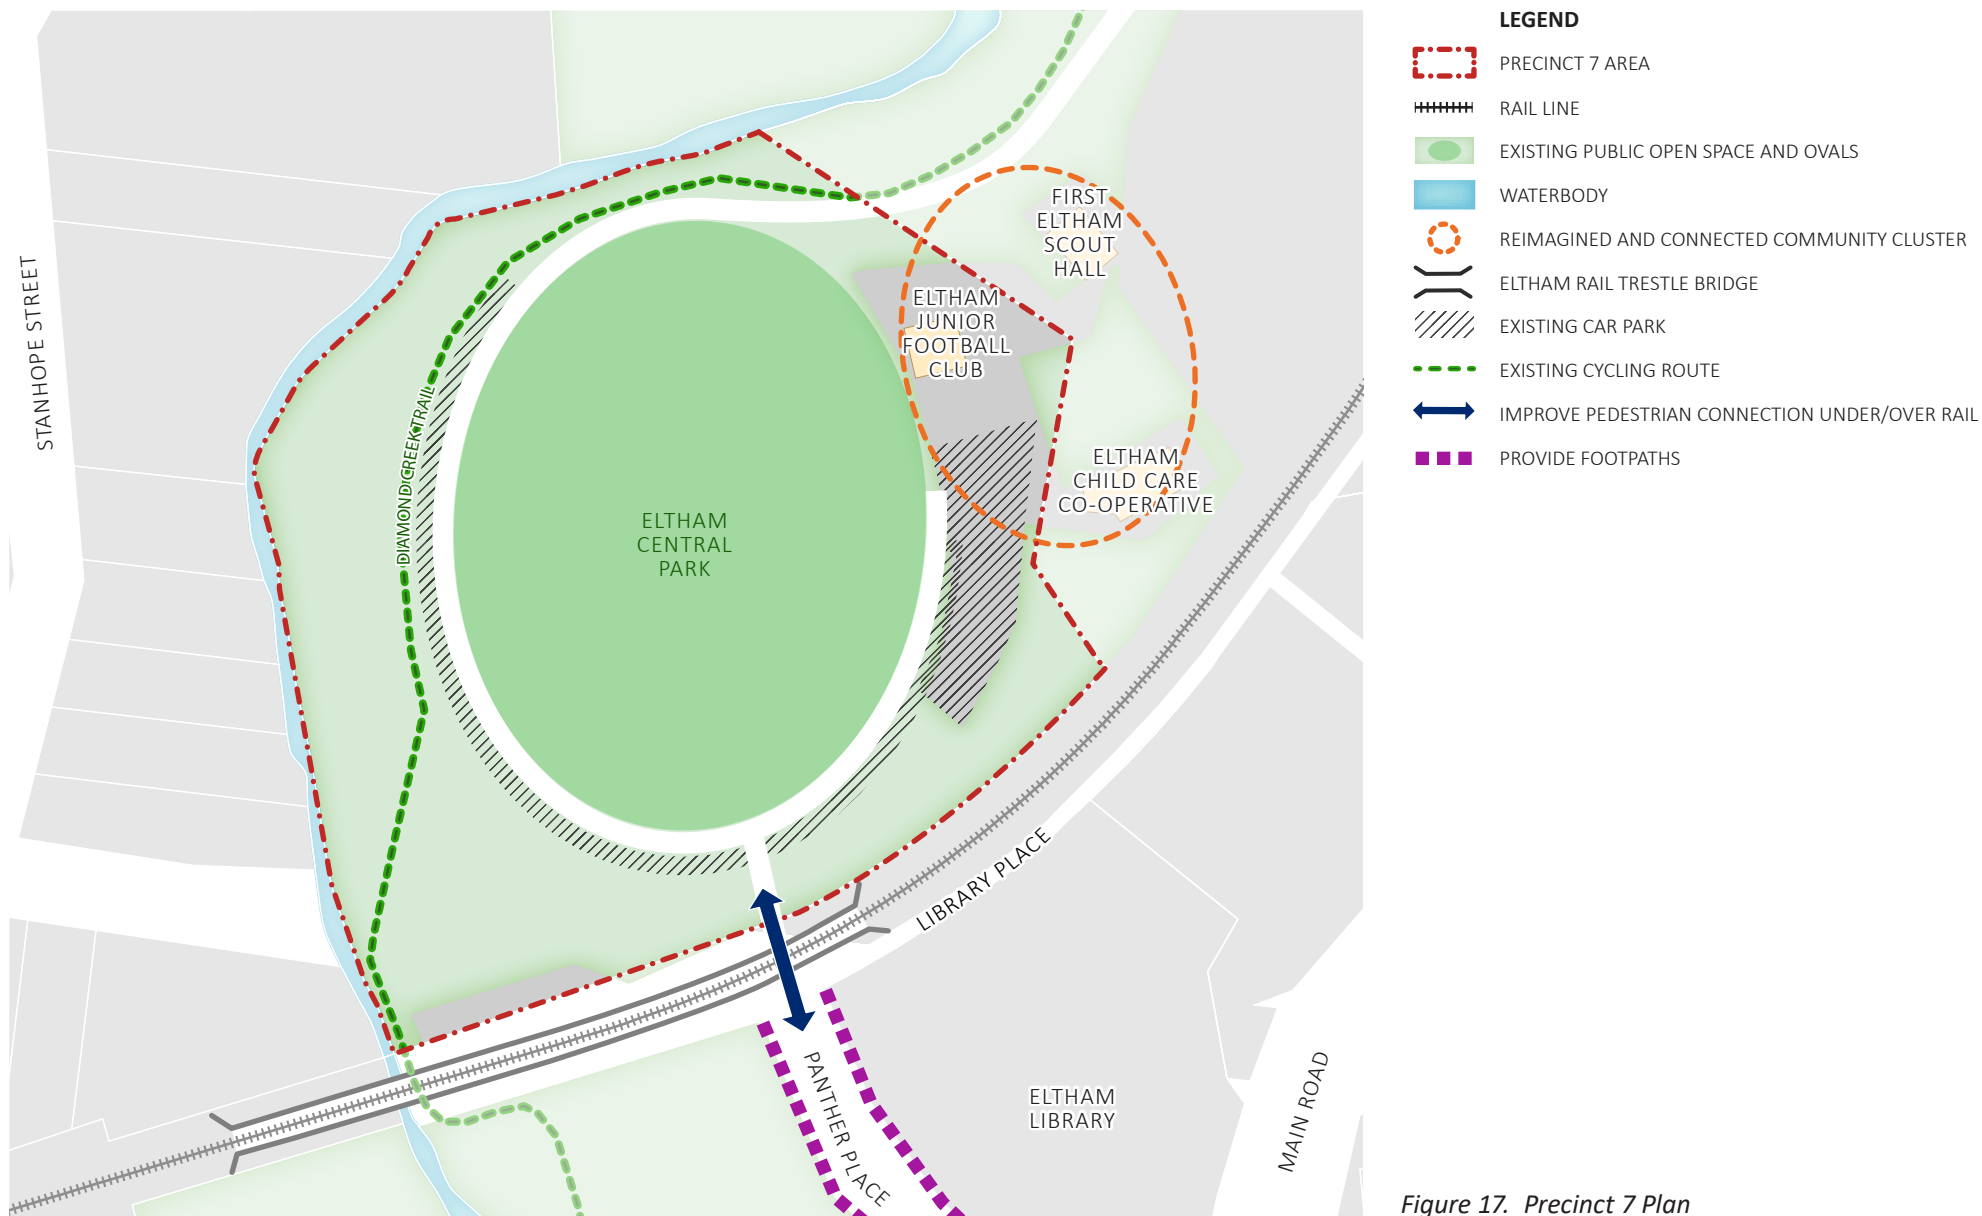 STANHOPE STREET
DIAMOND CREEK TRAIL
ELTHAM
CENTRAL
PARK
FIRST
ELTHAM
SCOUT
HALL
ELTHAM
JUNIOR
FOOTBALL
CLUB
ELTHAM
CHILD CARE
CO-OPERATIVE
LIBRARY PLACE
PANTHER PLACE
ELTHAM
LIBRARY
MAIN ROAD
LEGEND
PRECINCT 7 AREA
RAIL LINE
EXISTING PUBLIC OPEN SPACE AND OVALS
WATERBODY
REIMAGINED AND CONNECTED COMMUNITY CLUSTER
ELTHAM RAIL TRESTLE BRIDGE
EXISTING CAR PARK
EXISTING CYCLING ROUTE
IMPROVE PEDESTRIAN CONNECTION UNDER/OVER RAIL
PROVIDE FOOTPATHS
Figure 17. Precinct 7 Plan